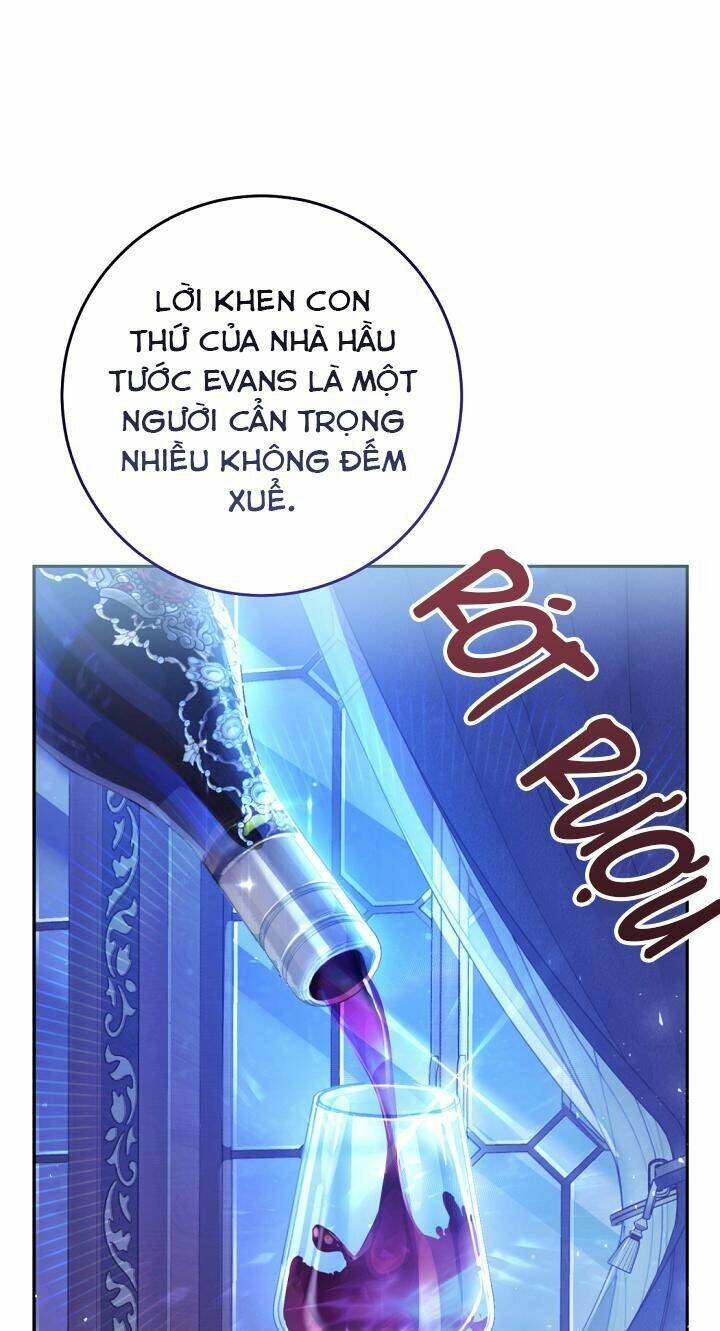 LỜI KHEN CON
THỨ CỦA NHÀ HẦU
TƯỚC EVANS LÀ MỘT
NGƯỜI CẨN TRỌNG
NHIỀU KHÔNG ĐẾM
XUỂ.
RÓT
RƯỢU